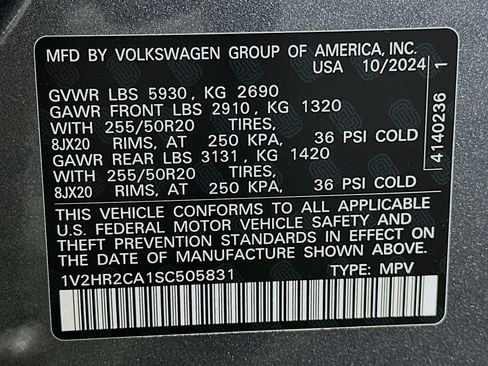 MFD BY VOLKSWAGEN GROUP OF AMERICA, INC.
USA 10/2024
GVWR LBS 5930, KG 2690
GAWR FRONT LBS 2910, KG 1320
WITH 255/50R20 TIRES,
8JX20 RIMS, AT 250 KPA, 36 PSI COLD
GAWR REAR LBS 3131, KG 1420
WITH 255/50R20 TIRES,
8JX20 RIMS, AT 250 KPA, 36 PSI COLD
THIS VEHICLE CONFORMS TO ALL APPLICABLE
U.S. FEDERAL MOTOR VEHICLE SAFETY AND
THEFT PREVENTION STANDARDS IN EFFECT ON
THE DATE OF MANUFACTURE SHOWN ABOVE.
1V2HR2CA1SC505831 TYPE: MPV
4140236 1